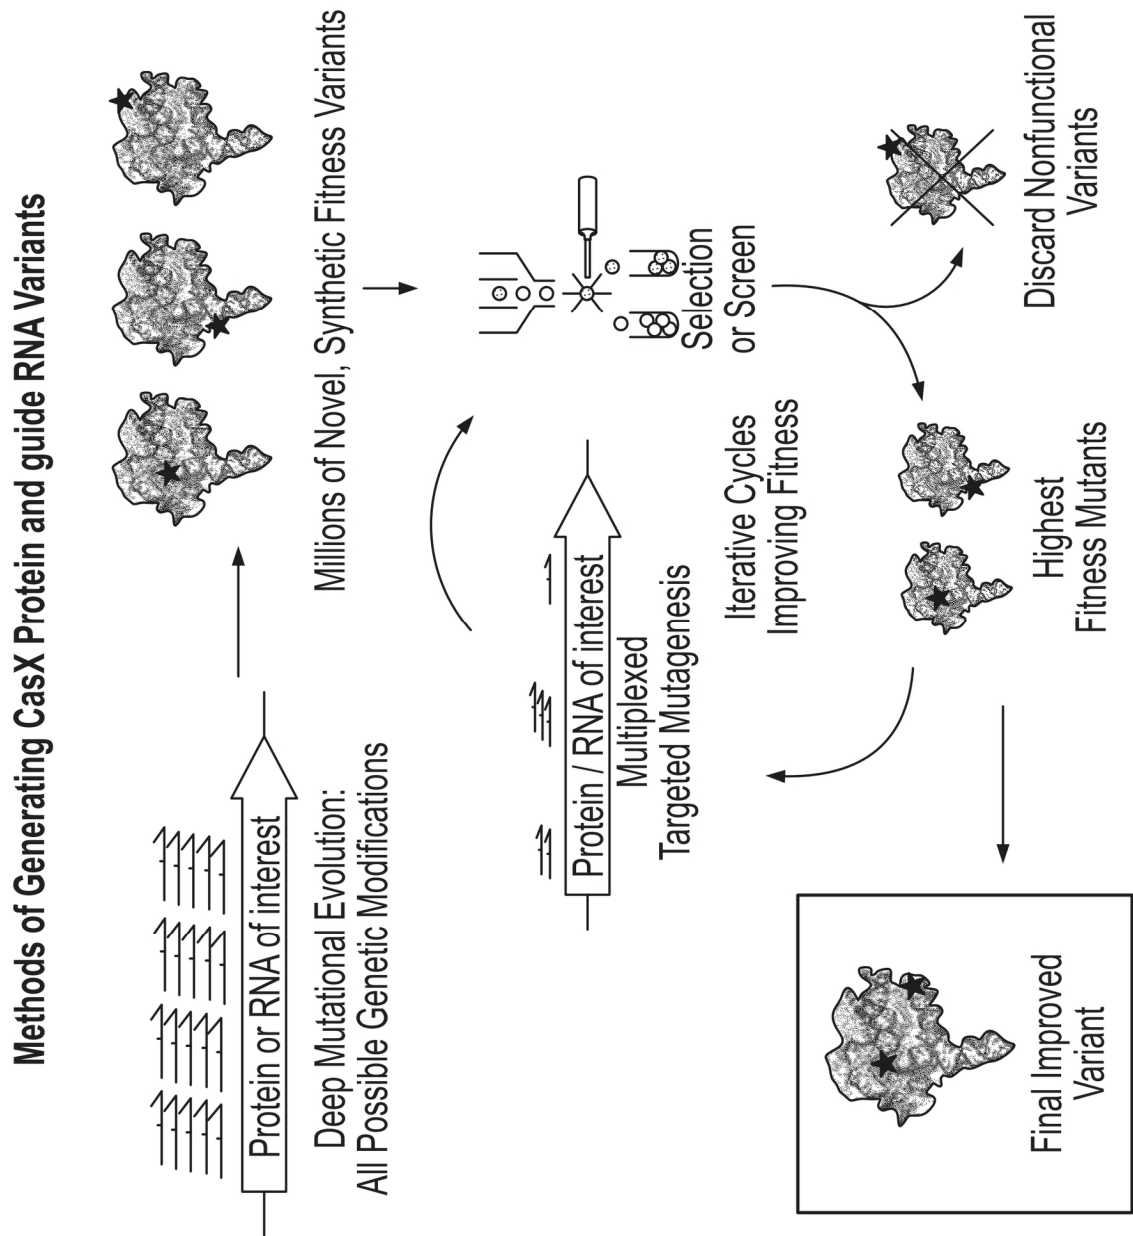 Methods of Generating CasX Protein and guide RNA Variants
Protein or RNA of interest
Deep Mutational Evolution:
All Possible Genetic Modifications
Millions of Novel, Synthetic Fitness Variants
Selection
or Screen
Protein / RNA of interest
Multiplexed
Targeted Mutagenesis
Iterative Cycles
Improving Fitness
Discard Nonfunctional
Variants
Highest
Fitness Mutants
Final Improved
Variant